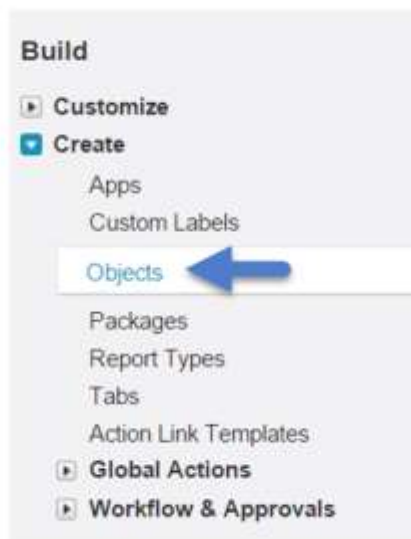 Build
Customize
Create
Apps
Custom Labels
Objects
Packages
Report Types
Tabs
Action Link Templates
Global Actions
Workflow & Approvals